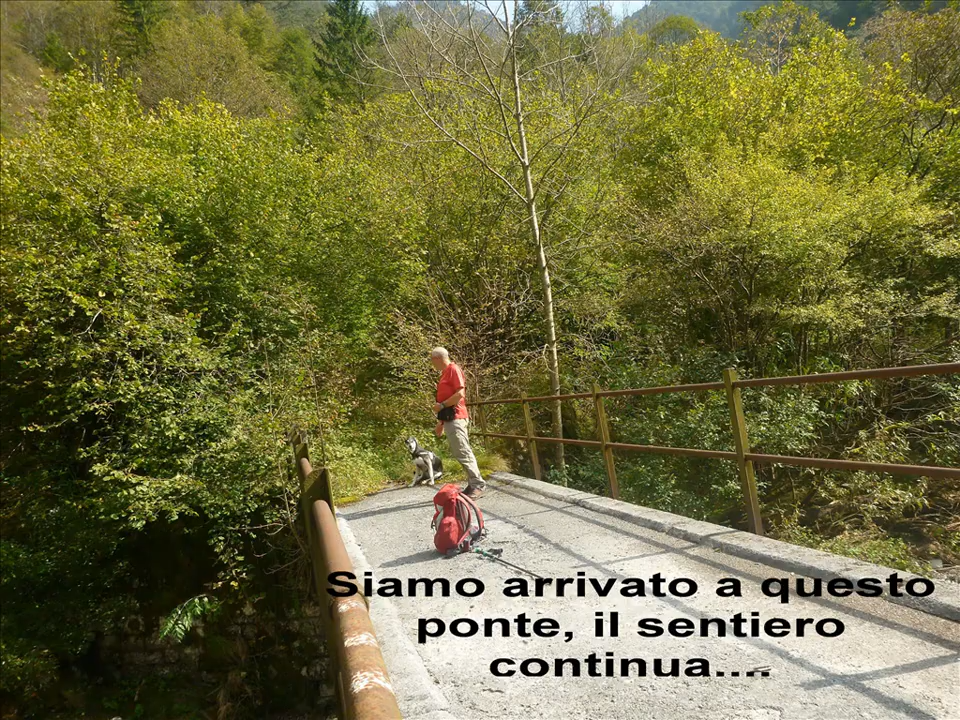 Siamo arrivato a questo
ponte, il sentiero
continua....